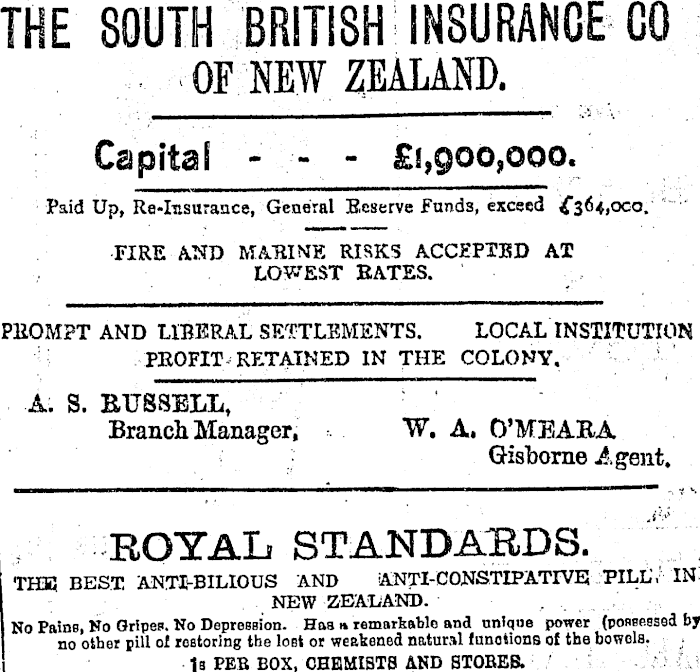 THE SOUTH BRITISH INSURANCE CO
OF NEW ZEALAND.
Capital - - - £1,900,000.
Paid Up, Re-Insurance, General Reserve Funds, exceed £364,000.
FIRE AND MARINE RISKS ACCEPTED AT
LOWEST RATES.
PROMPT AND LIBERAL SETTLEMENTS. LOCAL INSTITUTION
PROFIT RETAINED IN THE COLONY.
A. S. RUSSELL,
Branch Manager,
W. A. O'MEARA
Gisborne Agent.
ROYAL STANDARDS.
THE BEST ANTI-BILIOUS AND ANTI-CONSTIPATIVE PILL IN
NEW ZEALAND.
No Pains, No Gripes. No Depression. Has a remarkable and unique power (possessed by
no other pill of restoring the lost or weakened natural functions of the bowels.
1s PER BOX, CHEMISTS AND STORES.